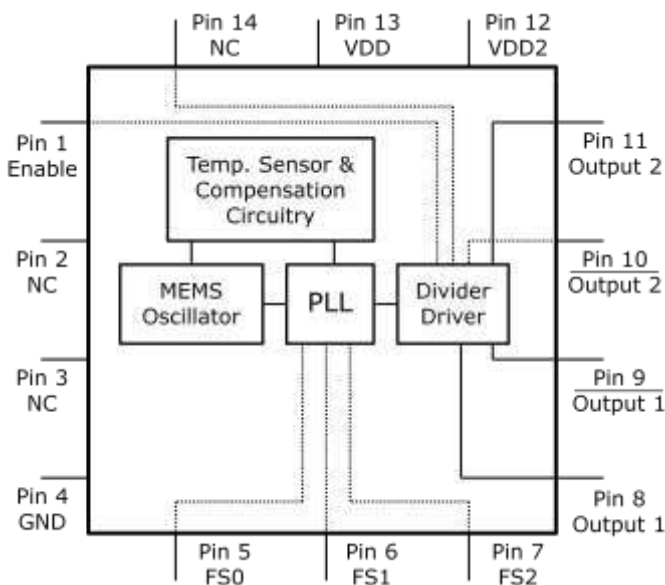 Pin 14
NC
Pin 13
VDD
Pin 12
VDD2
Pin 1
Enable
Temp. Sensor &
Compensation
Circuitry
Pin 11
Output 2
Pin 2
NC
MEMS
Oscillator
PLL
Divider
Driver
Pin 10
Output 2
Pin 3
NC
Pin 9
Output 1
Pin 4
GND
Pin 8
Output 1
Pin 5
FS0
Pin 6
FS1
Pin 7
FS2